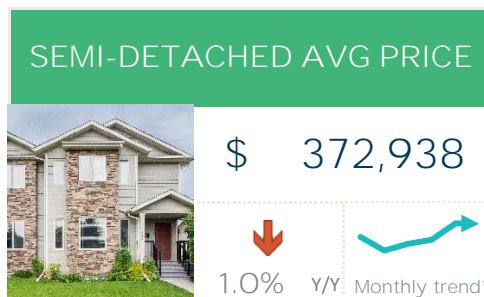 SEMI-DETACHED AVG PRICE
$ 372,938
1.0% Y/Y Monthly trend*